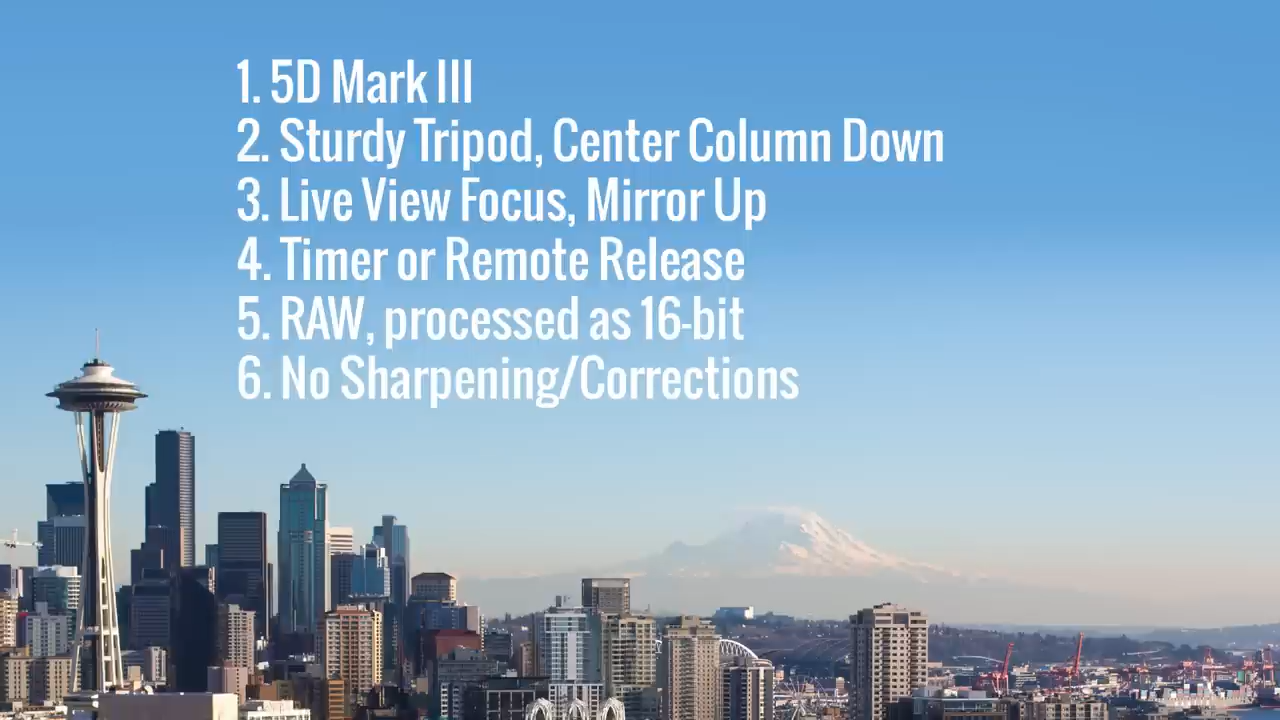 1. 5D Mark III
2. Sturdy Tripod, Center Column Down
3. Live View Focus, Mirror Up
4. Timer or Remote Release
5. RAW, processed as 16-bit
6. No Sharpening/Corrections